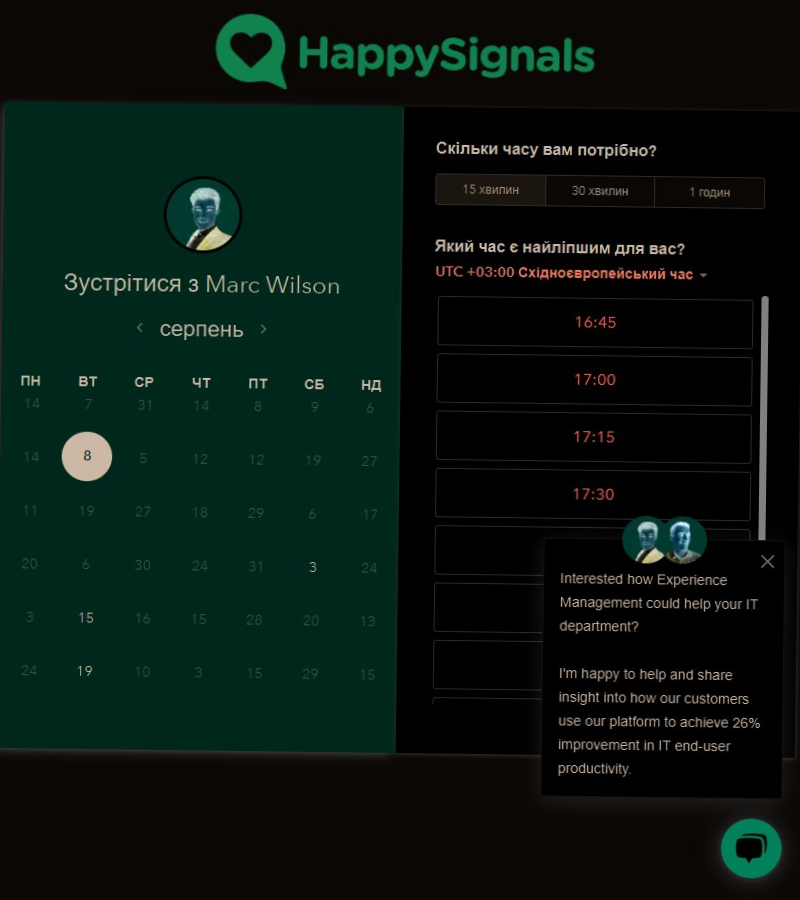 HappySignals
Зустрітися з Marc Wilson
серпень
ПН ВТ СР ЧТ ПТ СБ НД
14 7 31 14 8 9 6
14 8 5 12 12 19 27
11 19 27 18 29 6 17
20 6 30 24 31 3 24
3 15 16 15 28 20 13
24 19 10 3 15 29 15
Скільки часу вам потрібно?
15 хвилин 30 хвилин 1 годин
Який час є найліпшим для вас?
UTC +03:00 Східноєвропейський час
16:45
17:00
17:15
17:30
Interested how Experience
Management could help your IT
department?
I'm happy to help and share
insight into how our customers
use our platform to achieve 26%
improvement in IT end-user
productivity.